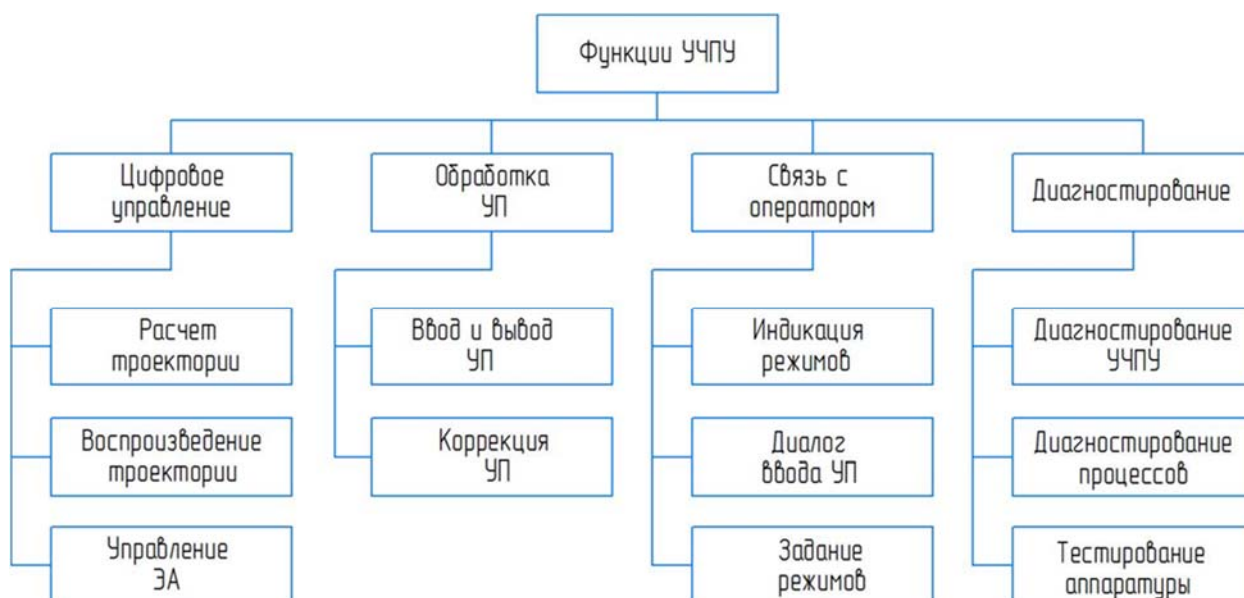 Функции УЧПУ
Цифровое
управление
Обработка
УП
Связь с
оператором
Диагностирование
Расчет
троектории
Ввод и вывод
УП
Индикация
режимов
Диагностирование
УЧПУ
Воспроизведение
троектории
Коррекция
УП
Диалог
ввода УП
Диагностирование
процессов
Управление
ЭА
Задание
режимов
Тестирование
аппаратуры